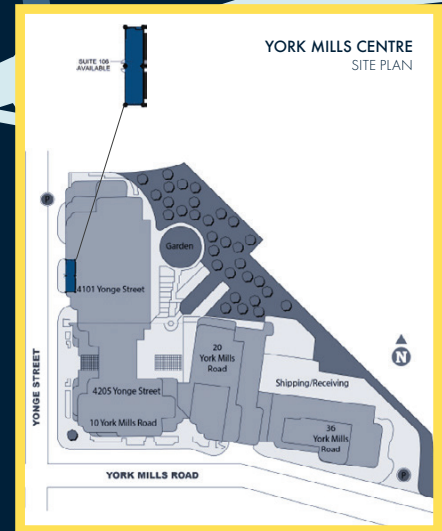 YORK MILLS CENTRE
SITE PLAN
SUITE 106
AVAILABLE
P
Garden
4101 Yonge Street
20
York Mills
Road
N
Shipping/Receiving
4205 Yonge Street
10 York Mills Road
36
York Mills
Road
YONGE STREET
P
YORK MILLS ROAD